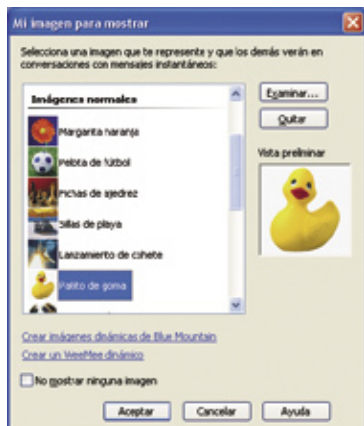 Mi imagen para mostrar
Selecciona una imagen que te represente y que los demás verán en
conversaciones con mensajes instantáneos:
Imágenes normales
Examinar...
Quitar
Margarita naranja
Pelota de fútbol
Fichas de ajedrez
Sillas de playa
Lanzamiento de cohete
Patito de goma
Vista preliminar
Crear imágenes dinámicas de Blue Mountain
Crear un WeeMee dinámico
No mostrar ninguna imagen
Aceptar
Cancelar
Ayuda